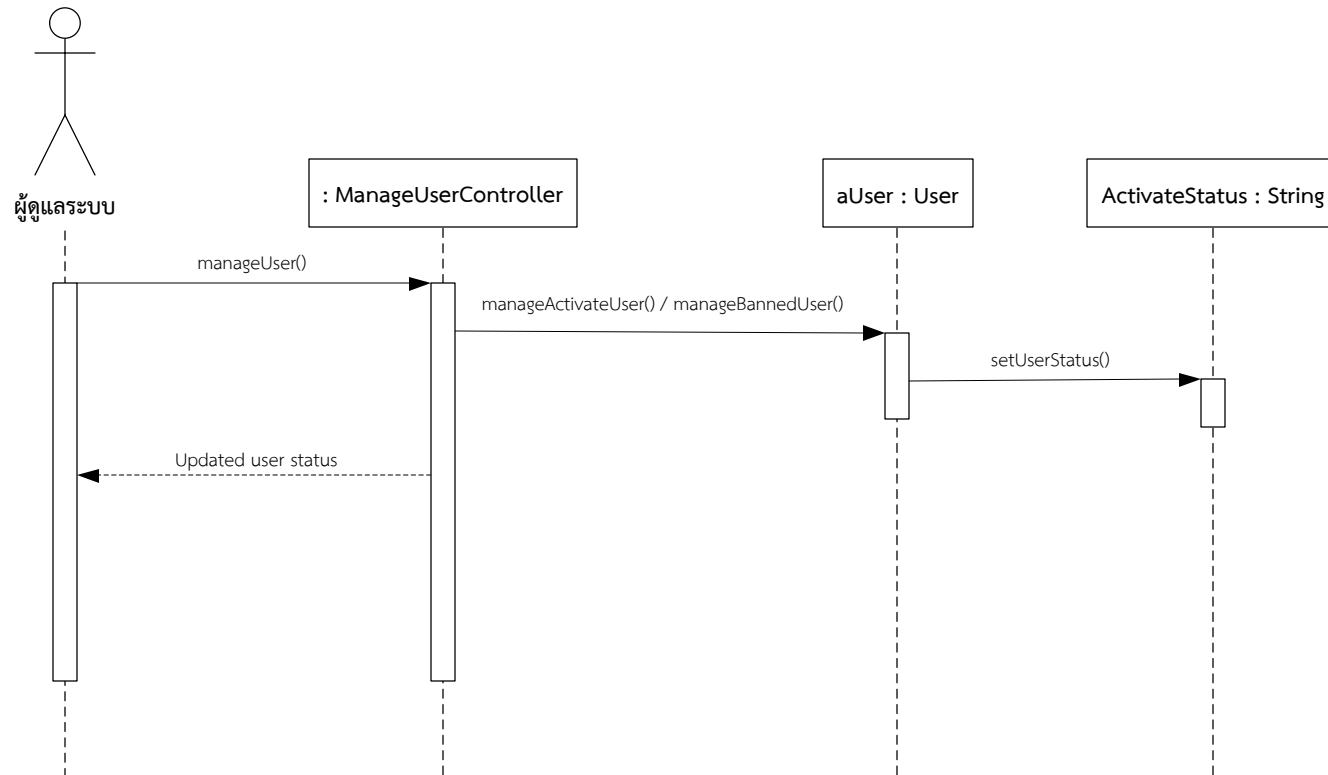 ผู้ดูแลระบบ
: ManageUserController
aUser : User
ActivateStatus : String
manageUser()
manageActivateUser() / manageBannedUser()
setUserStatus()
Updated user status